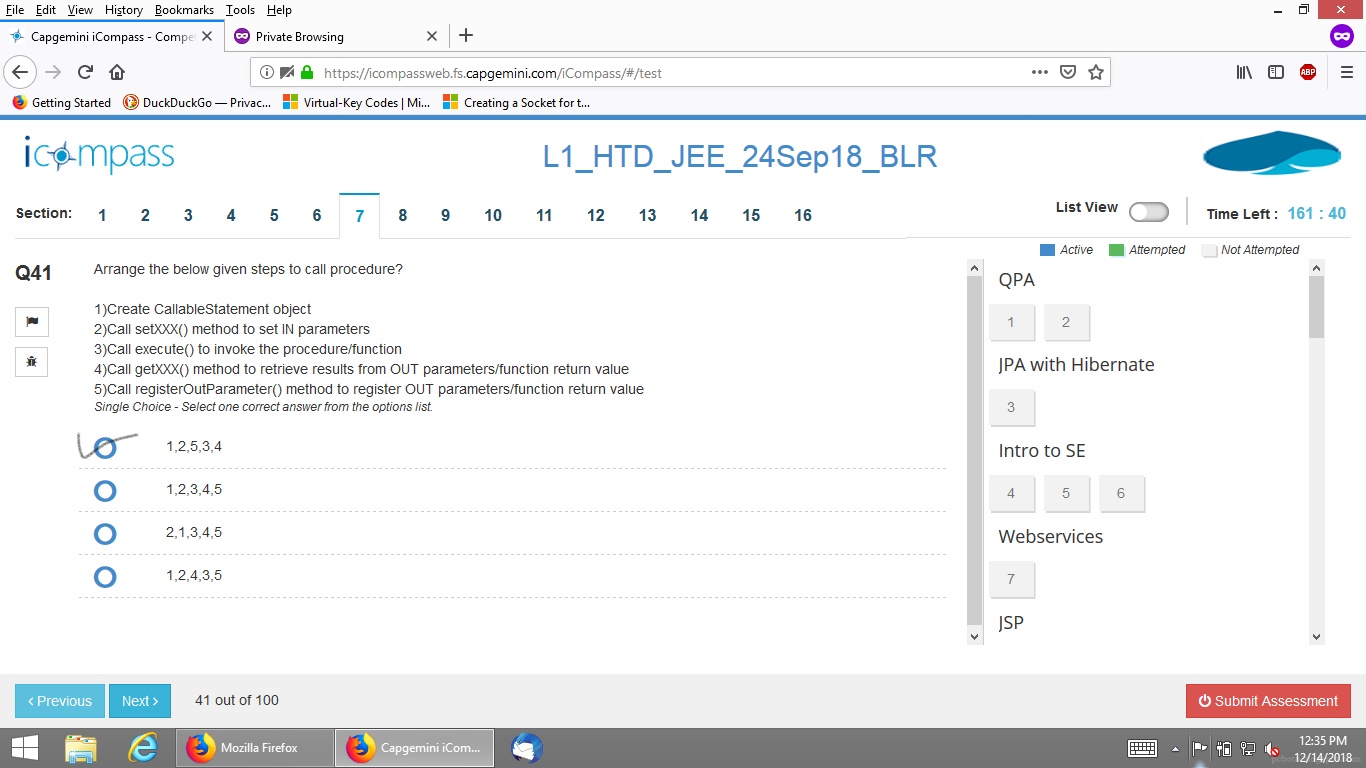 File Edit View History Bookmarks Tools Help
Capgemini iCompass - Compe
Private Browsing
https://icompassweb.fs.capgemini.com/iCompass/#/test
ABP
Getting Started
DuckDuckGo — Privac...
Virtual-Key Codes | Mi...
Creating a Socket for t...
icompass
L1_HTD_JEE_24Sep18_BLR
Section: 1 2 3 4 5 6 7 8 9 10 11 12 13 14 15 16
List View
Time Left : 161 : 40
Active Attempted Not Attempted
Q41
Arrange the below given steps to call procedure?
1)Create CallableStatement object
2)Call setXXX() method to set IN parameters
3)Call execute() to invoke the procedure/function
4)Call getXXX() method to retrieve results from OUT parameters/function return value
5)Call registerOutParameter() method to register OUT parameters/function return value
Single Choice - Select one correct answer from the options list.
1,2,5,3,4
1,2,3,4,5
2,1,3,4,5
1,2,4,3,5
QPA
1 2
JPA with Hibernate
3
Intro to SE
4 5 6
Webservices
7
JSP
Previous
Next
41 out of 100
Submit Assessment
Mozilla Firefox
Capgemini iCom...
12:35 PM
12/14/2018